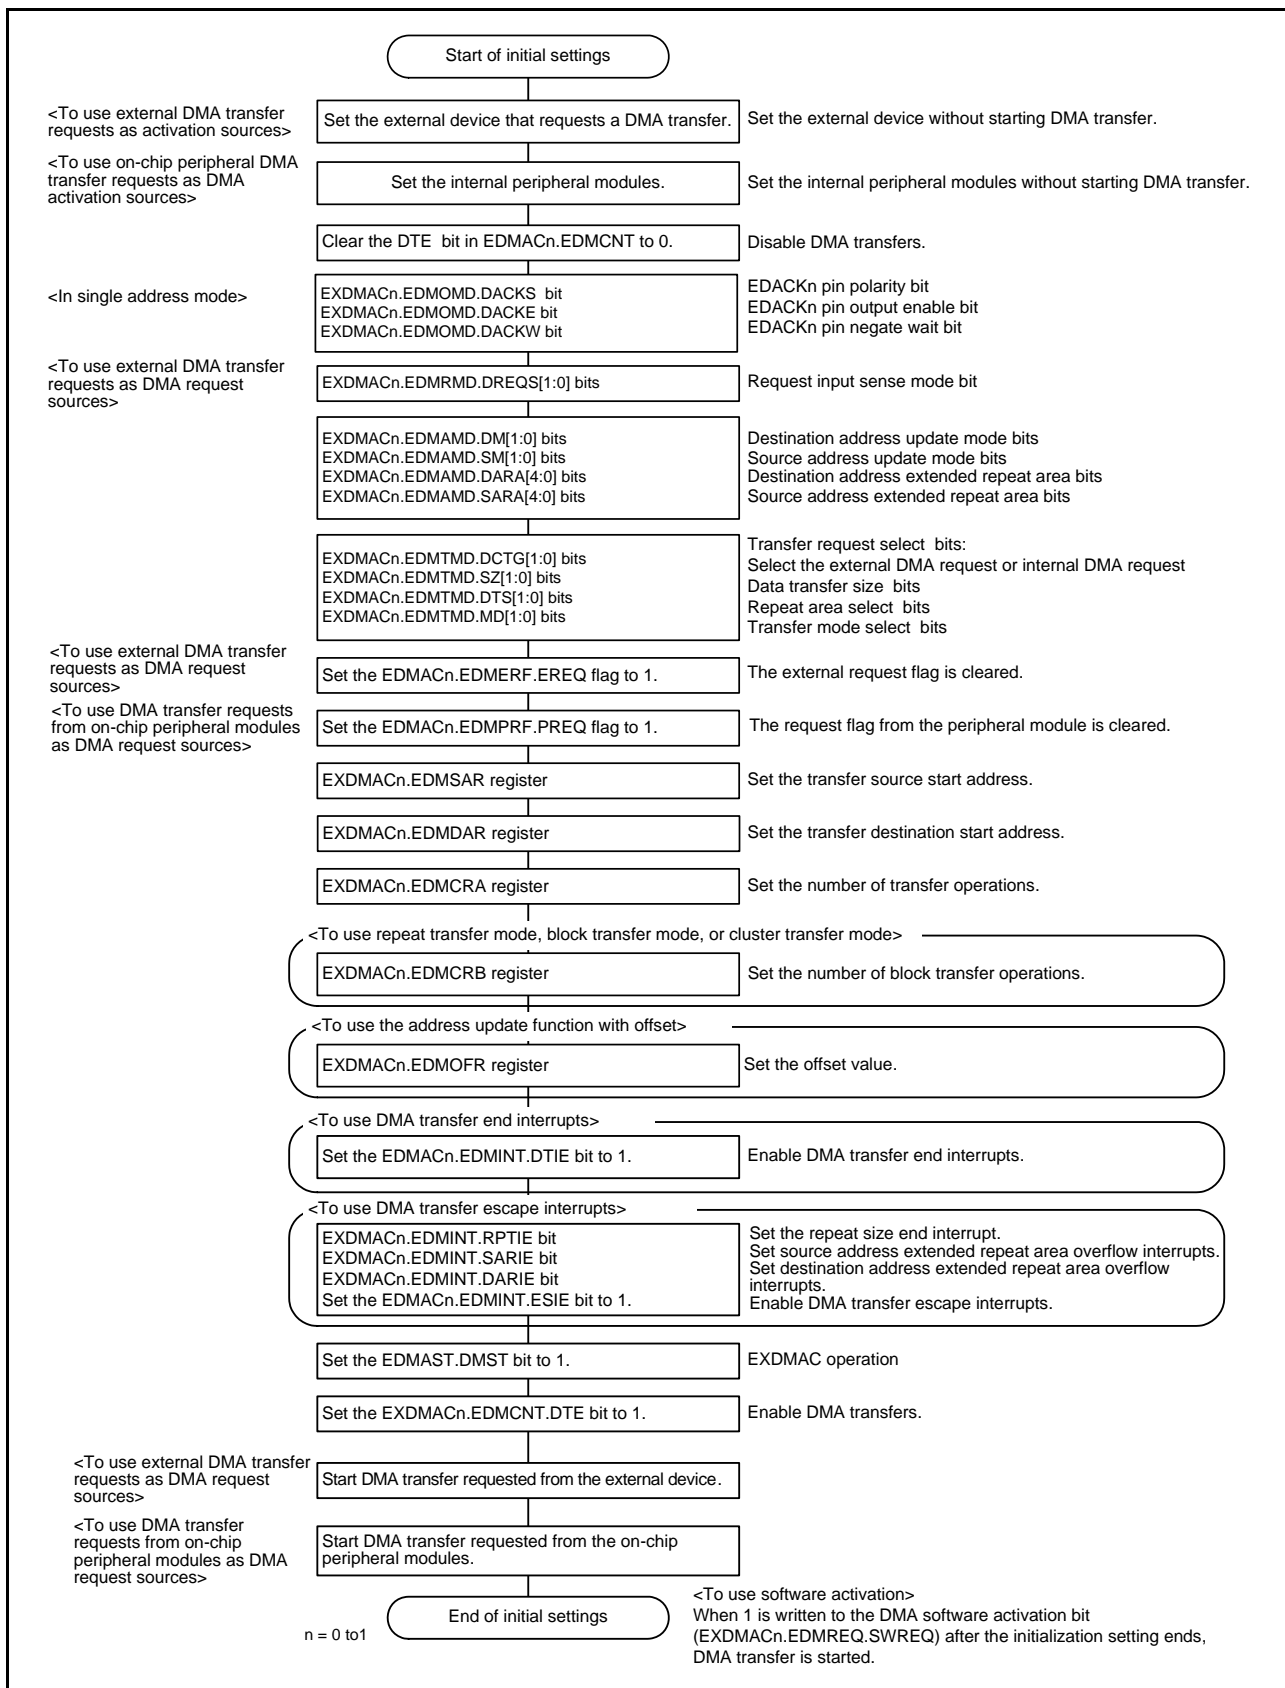 Start of initial settings
<To use external DMA transfer
requests as activation sources>
Set the external device that requests a DMA transfer.
Set the external device without starting DMA transfer.
<To use on-chip peripheral DMA
transfer requests as DMA
activation sources>
Set the internal peripheral modules.
Set the internal peripheral modules without starting DMA transfer.
Clear the DTE  bit in EDMACn.EDMCNT to 0.
Disable DMA transfers.
<In single address mode>
EXDMACn.EDMOMD.DACKS  bit
EXDMACn.EDMOMD.DACKE bit
EXDMACn.EDMOMD.DACKW bit
EDACKn pin polarity bit
EDACKn pin output enable bit
EDACKn pin negate wait bit
<To use external DMA transfer
requests as DMA request
sources>
EXDMACn.EDMRMD.DREQS[1:0] bits
Request input sense mode bit
EXDMACn.EDMAMD.DM[1:0] bits
EXDMACn.EDMAMD.SM[1:0] bits
EXDMACn.EDMAMD.DARA[4:0] bits
EXDMACn.EDMAMD.SARA[4:0] bits
Destination address update mode bits
Source address update mode bits
Destination address extended repeat area bits
Source address extended repeat area bits
EXDMACn.EDMTMD.DCTG[1:0] bits
EXDMACn.EDMTMD.SZ[1:0] bits
EXDMACn.EDMTMD.DTS[1:0] bits
EXDMACn.EDMTMD.MD[1:0] bits
Transfer request select  bits:
Select the external DMA request or internal DMA request
Data transfer size  bits
Repeat area select  bits
Transfer mode select  bits
<To use external DMA transfer
requests as DMA request
sources>
Set the EDMACn.EDMERF.EREQ flag to 1.
The external request flag is cleared.
<To use DMA transfer requests
from on-chip peripheral modules
as DMA request sources>
Set the EDMACn.EDMPRF.PREQ flag to 1.
The request flag from the peripheral module is cleared.
EXDMACn.EDMSAR register
Set the transfer source start address.
EXDMACn.EDMDAR register
Set the transfer destination start address.
EXDMACn.EDMCRA register
Set the number of transfer operations.
<To use repeat transfer mode, block transfer mode, or cluster transfer mode>
EXDMACn.EDMCRB register
Set the number of block transfer operations.
<To use the address update function with offset>
EXDMACn.EDMOFR register
Set the offset value.
<To use DMA transfer end interrupts>
Set the EDMACn.EDMINT.DTIE bit to 1.
Enable DMA transfer end interrupts.
<To use DMA transfer escape interrupts>
EXDMACn.EDMINT.RPTIE bit
EXDMACn.EDMINT.SARIE bit
EXDMACn.EDMINT.DARIE bit
Set the EDMACn.EDMINT.ESIE bit to 1.
Set the repeat size end interrupt.
Set source address extended repeat area overflow interrupts.
Set destination address extended repeat area overflow
interrupts.
Enable DMA transfer escape interrupts.
Set the EDMAST.DMST bit to 1.
EXDMAC operation
Set the EXDMACn.EDMCNT.DTE bit to 1.
Enable DMA transfers.
<To use external DMA transfer
requests as DMA request
sources>
Start DMA transfer requested from the external device.
<To use DMA transfer
requests from on-chip
peripheral modules as DMA
request sources>
Start DMA transfer requested from the on-chip
peripheral modules.
End of initial settings
n = 0 to1
<To use software activation>
When 1 is written to the DMA software activation bit
(EXDMACn.EDMREQ.SWREQ) after the initialization setting ends,
DMA transfer is started.